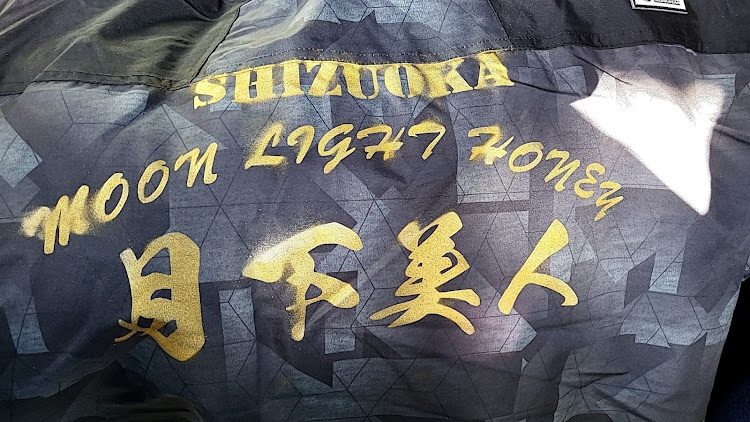 SHIZUOKA
MOON LIGHT HONEY
月下美人